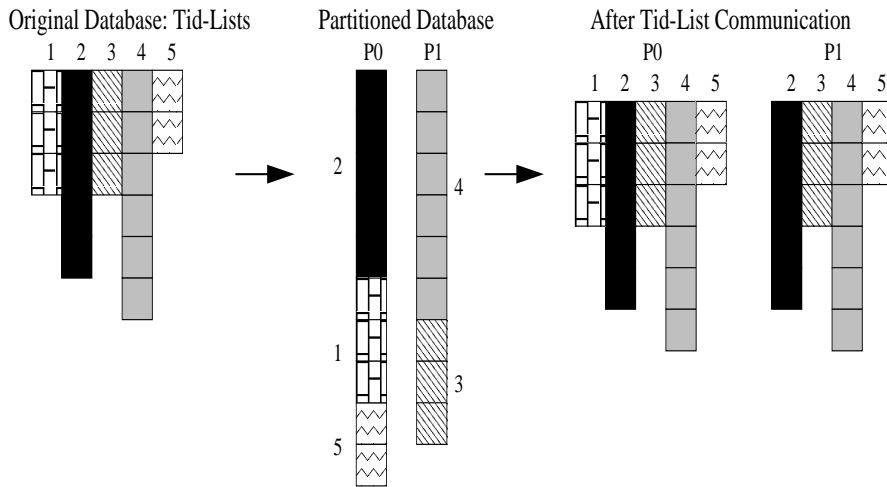 Original Database: Tid-Lists
1 2 3 4 5
Partitioned Database
P0 P1
2
4
1
3
5
After Tid-List Communication
P0 P1
1 2 3 4 5
2 3 4 5